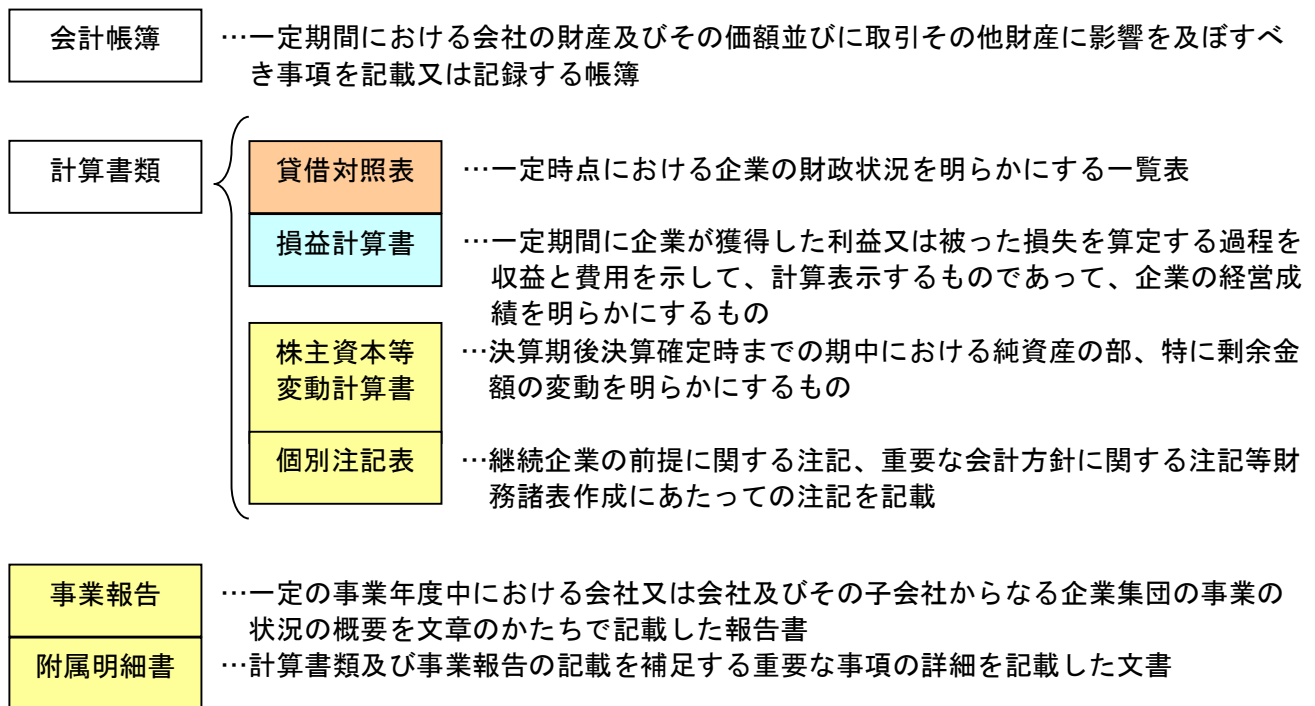 会計帳簿
…一定期間における会社の財産及びその価額並びに取引その他財産に影響を及ぼすべ
き事項を記載又は記録する帳簿
計算書類
貸借対照表
…一定時点における企業の財政状況を明らかにする一覧表
損益計算書
…一定期間に企業が獲得した利益又は被った損失を算定する過程を
収益と費用を示して、計算表示するものであって、企業の経営成
績を明らかにするもの
株主資本等
変動計算書
…決算期後決算確定時までの期中における純資産の部、特に剰余金
額の変動を明らかにするもの
個別注記表
…継続企業の前提に関する注記、重要な会計方針に関する注記等財
務諸表作成にあたっての注記を記載
事業報告
…一定の事業年度中における会社又は会社及びその子会社からなる企業集団の事業の
状況の概要を文章のかたちで記載した報告書
附属明細書
…計算書類及び事業報告の記載を補足する重要な事項の詳細を記載した文書